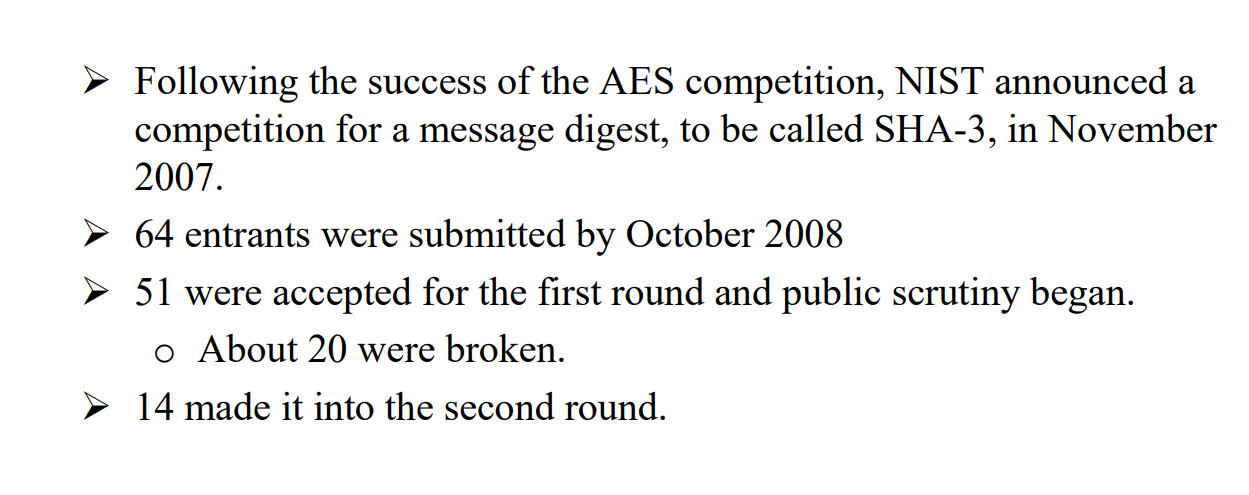 ➢ Following the success of the AES competition, NIST announced a
competition for a message digest, to be called SHA-3, in November
2007.
➢ 64 entrants were submitted by October 2008
➢ 51 were accepted for the first round and public scrutiny began.
o About 20 were broken.
➢ 14 made it into the second round.